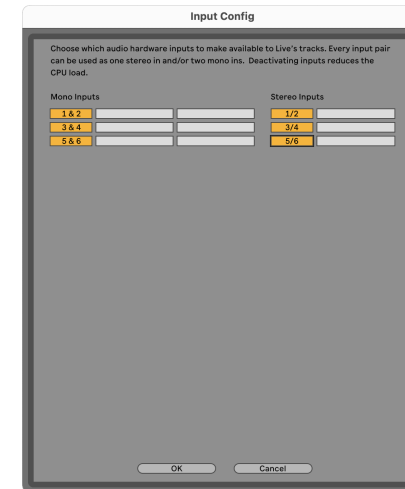 Input Config
Choose which audio hardware inputs to make available to Live's tracks. Every input pair
can be used as one stereo in and/or two mono ins.  Deactivating inputs reduces the
CPU load.
Mono Inputs
Stereo Inputs
1 & 2
1/2
3 & 4
3/4
5 & 6
5/6
OK
Cancel